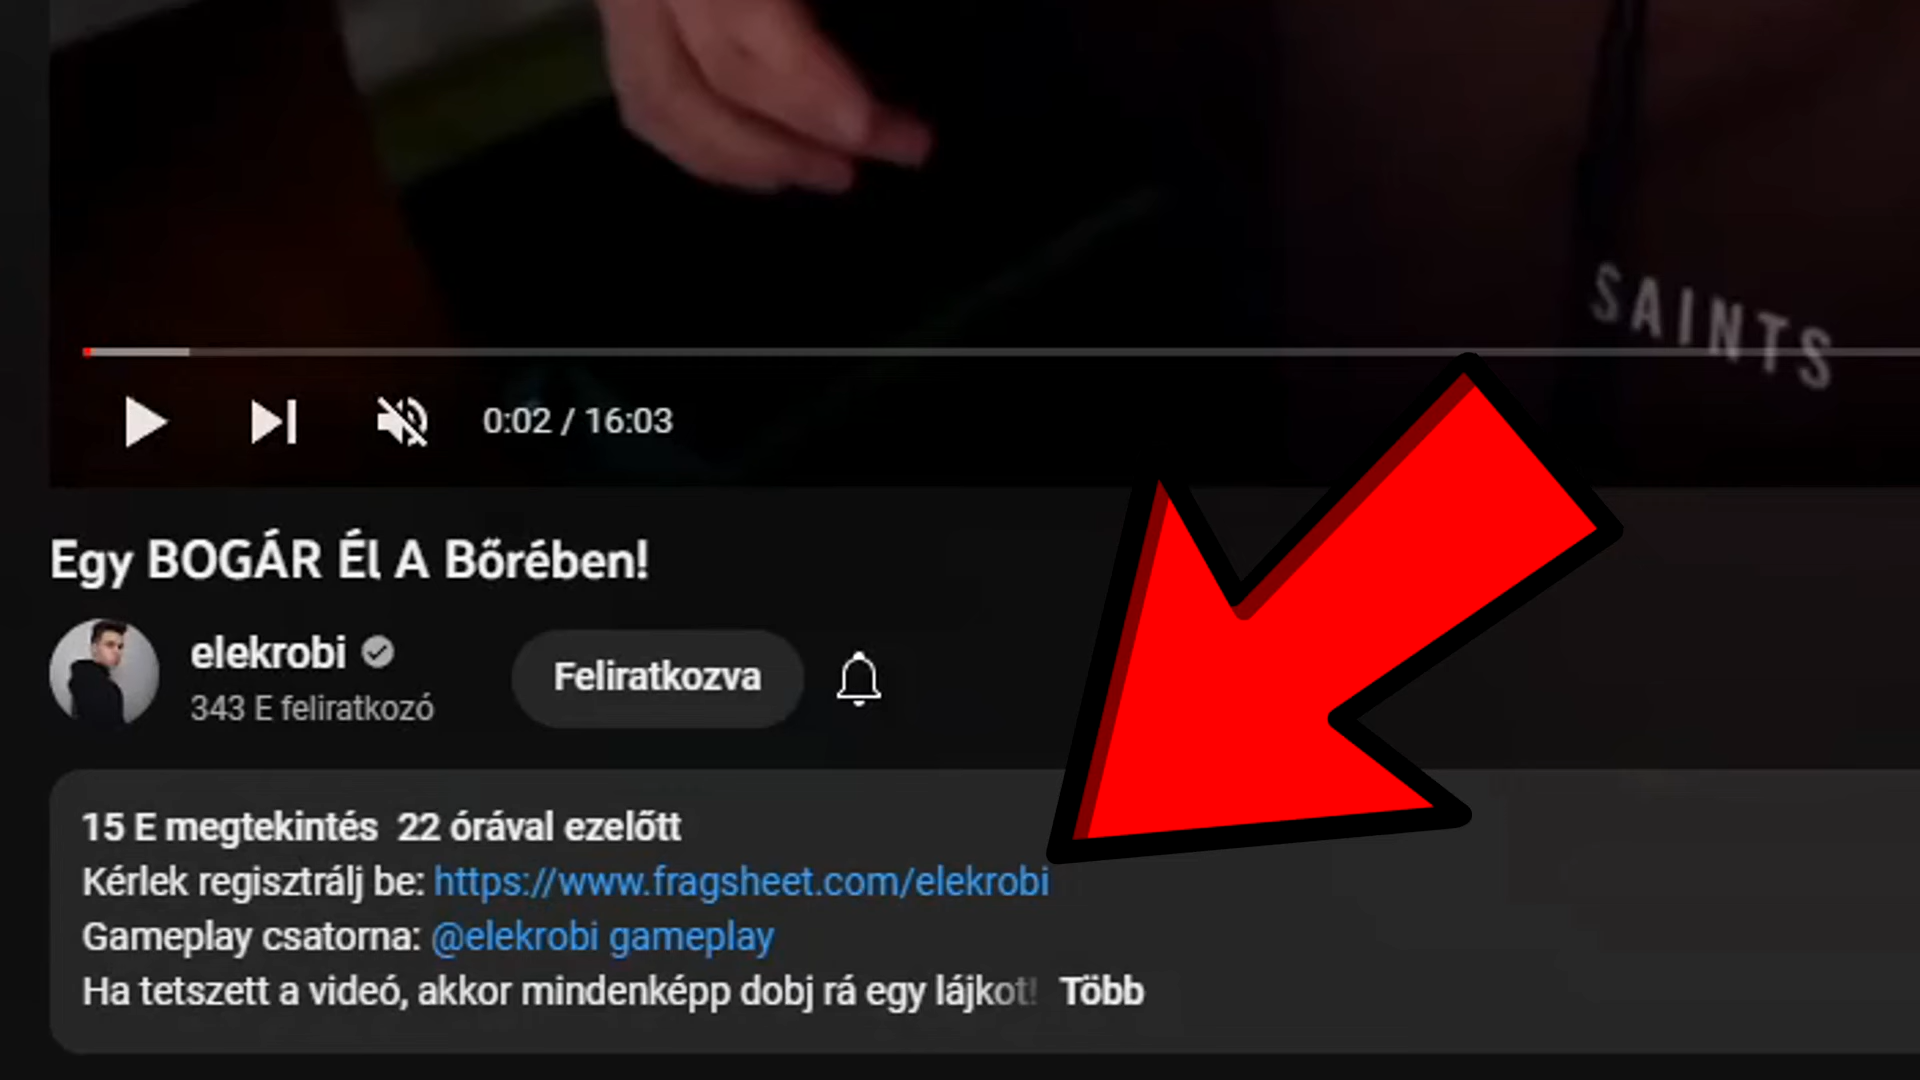 SAINTS
0:02 / 16:03
Egy BOGÁR Él A Bőrében!
elekrobi
343 E feliratkozó
Feliratkozva
15 E megtekintés 22 órával ezelőtt
Kérlek regisztrálj be: https://www.fragsheet.com/elekrobi
Gameplay csatorna: @elekrobi gameplay
Ha tetszett a videó, akkor mindenképp dobj rá egy lájkot! Több